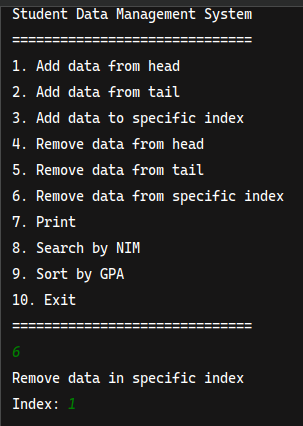 Student Data Management System
==============================
1. Add data from head
2. Add data from tail
3. Add data to specific index
4. Remove data from head
5. Remove data from tail
6. Remove data from specific index
7. Print
8. Search by NIM
9. Sort by GPA
10. Exit
==============================
6
Remove data in specific index
Index: 1